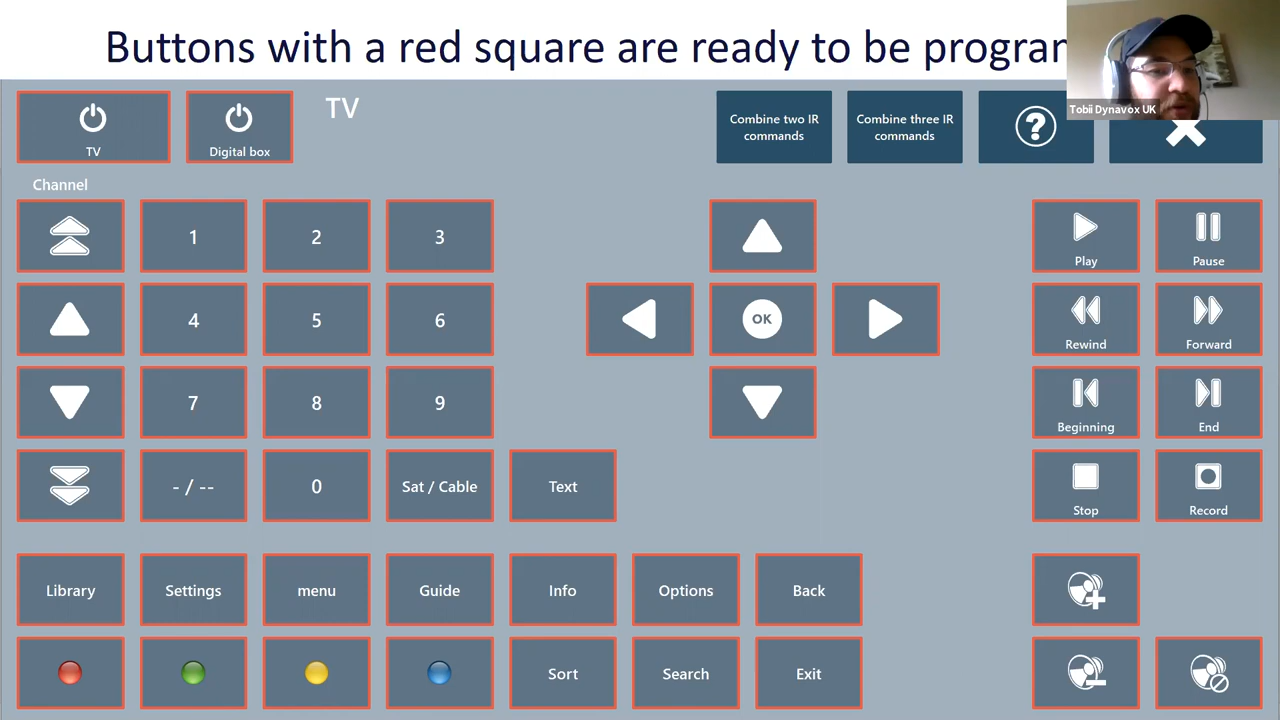 Buttons with a red square are ready to be program
Tobii Dynavox UK
TV
Digital box
TV
Combine two IR
commands
Combine three IR
commands
?
Channel
1
2
3
Play
Pause
4
5
6
OK
Rewind
Forward
7
8
9
Beginning
End
- / --
0
Sat / Cable
Text
Stop
Record
Library
Settings
menu
Guide
Info
Options
Back
Sort
Search
Exit